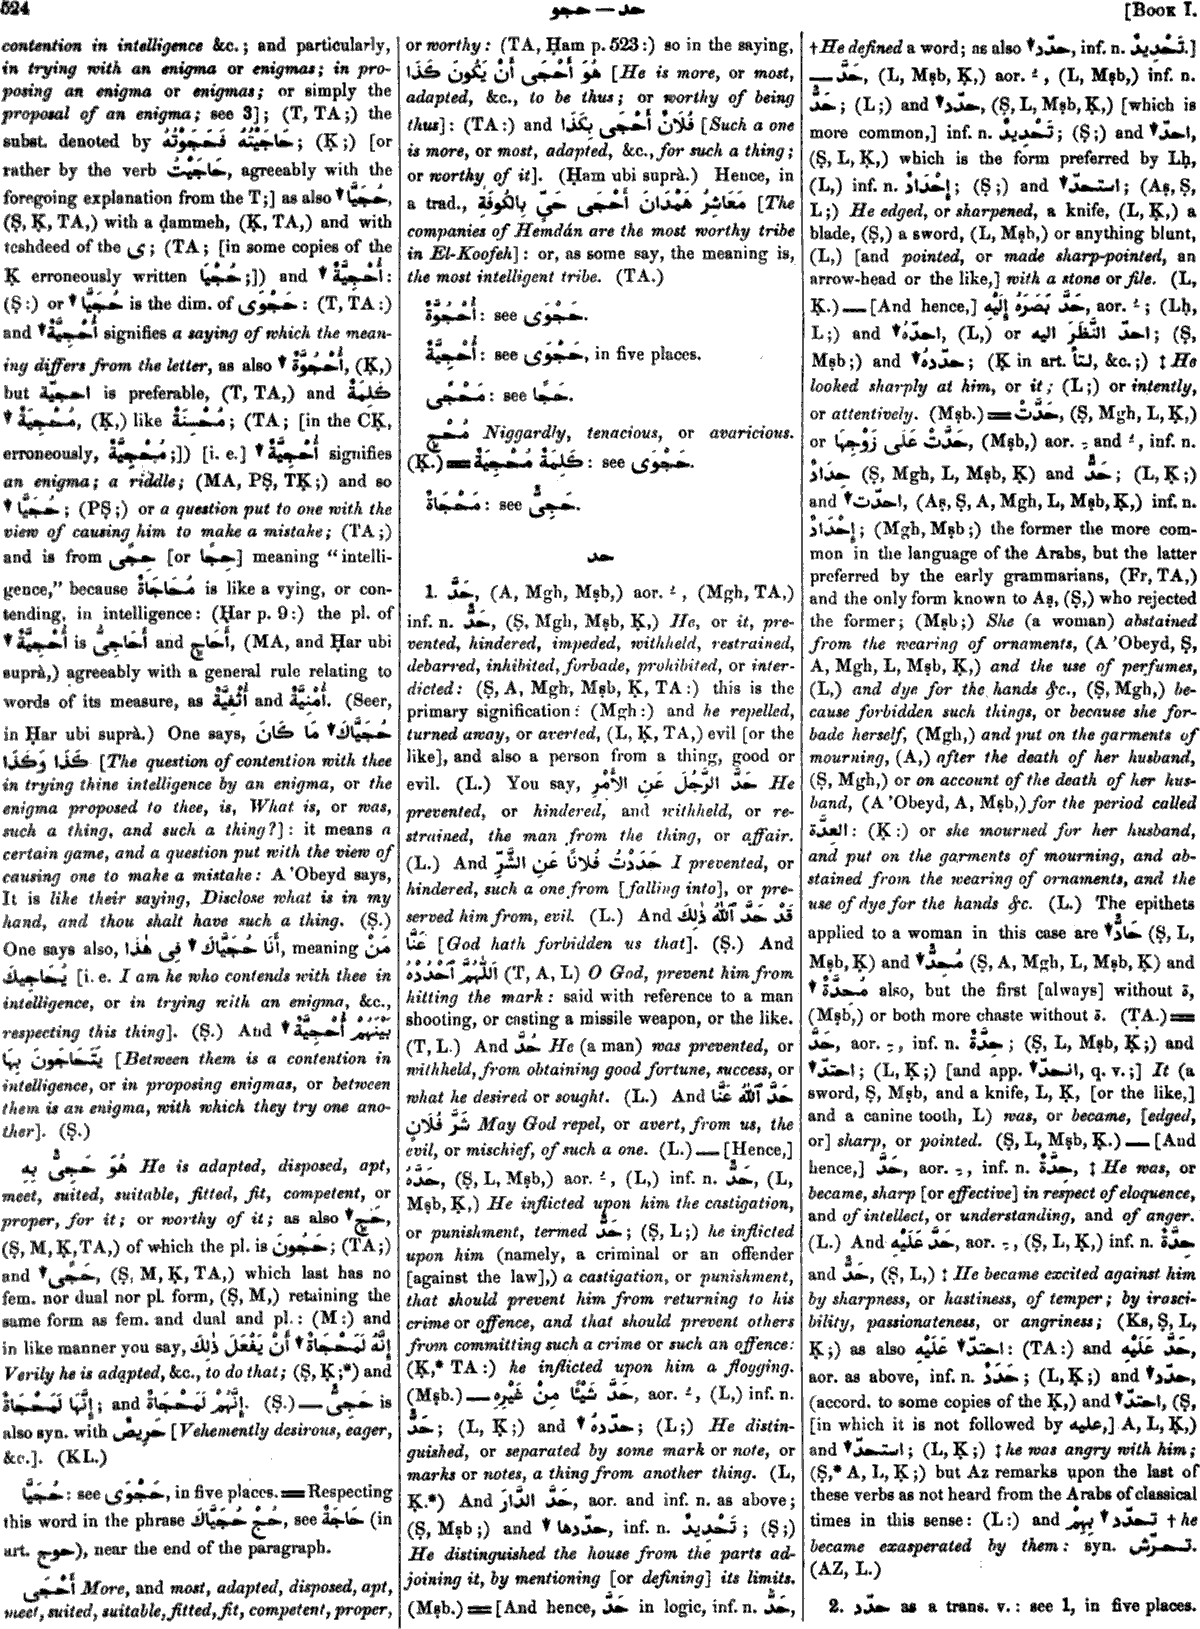 524
حجو — حد
[BOOK I.
contention in intelligence &c.; and particularly,
in trying with an enigma or enigmas; in pro-
posing an enigma or enigmas; or simply the
proposal of an enigma; see 3]; (T, TA;) the
subst. denoted by حَاجَيْتُهُ فَحَجَوْتُهُ; (Ḳ;) [or
rather by the verb حَاجَيْتُ, agreeably with the
foregoing explanation from the T;] as also ▼ حُجَيَّا,
(Ṣ, Ḳ, TA,) with a ḍammeh, (Ḳ, TA,) and with
teshdeed of the ى; (TA; [in some copies of the
Ḳ erroneously written حُجْيَا;]) and ▼ أُحْجِيَّةٌ:
(Ṣ:) or ▼ حُجَيَّا is the dim. of حَجْوَى: (T, TA:)
and ▼ أُحْجِيَّةٌ signifies a saying of which the mean-
ing differs from the letter, as also ▼ أُحْجُوَّةٌ, (Ḳ,)
but احجيّة is preferable, (T, TA,) and كَلِمَةٌ
▼ مُحْجِيَةٌ, (Ḳ,) like مُحْسِنَةٌ; (TA; [in the CḲ,
erroneously, مُحْجِيَّةٌ;]) [i. e.] ▼ أُحْجِيَّةٌ signifies
an enigma; a riddle; (MA, PṢ, TḲ;) and so
▼ حُجَيَّا; (PṢ;) or a question put to one with the
view of causing him to make a mistake; (TA;)
and is from حِجًى [or حِجًا] meaning "intelli-
gence," because مُحَاجَاةٌ is like a vying, or con-
tending, in intelligence: (Ḥar p. 9:) the pl. of
▼ أُحْجِيَّةٌ is أَحَاجِىُّ and أَحَاجٍ, (MA, and Ḥar ubi
suprà,) agreeably with a general rule relating to
words of its measure, as أُثْفِيَّةٌ and أُمْنِيَّةٌ. (Seer,
in Ḥar ubi suprà.) One says, حُجَيَّاكَ ▼ مَا كَانَ
كَذَا وَكَذَا [The question of contention with thee
in trying thine intelligence by an enigma, or the
enigma proposed to thee, is, What is, or was,
such a thing, and such a thing?]: it means a
certain game, and a question put with the view of
causing one to make a mistake: A'Obeyd says,
It is like their saying, Disclose what is in my
hand, and thou shalt have such a thing. (Ṣ.)
One says also, أَنَا حُجَيَّاكَ ▼ فِى هٰذَا, meaning مَنْ
يُحَاجِيكَ [i. e. I am he who contends with thee in
intelligence, or in trying with an enigma, &c.,
respecting this thing]. (Ṣ.) And بَيْنَهُمْ أُحْجِيَّةٌ ▼
يَتَحَاجَوْنَ بِهَا [Between them is a contention in
intelligence, or in proposing enigmas, or between
them is an enigma, with which they try one ano-
ther]. (Ṣ.)
هُوَ حَجِىٌّ بِهِ He is adapted, disposed, apt,
meet, suited, suitable, fitted, fit, competent, or
proper, for it; or worthy of it; as also ▼ حَجٍ,
(Ṣ, M, Ḳ, TA,) of which the pl. is حَجُونَ; (TA;)
and ▼ حَجًى, (Ṣ, M, Ḳ, TA,) which last has no
fem. nor dual nor pl. form, (Ṣ, M,) retaining the
same form as fem. and dual and pl.: (M:) and
in like manner you say, إِنَّهُ لَمَحْجَاةٌ ▼ أَنْ يَفْعَلَ ذٰلِكَ
Verily he is adapted, &c., to do that; (Ṣ, Ḳ;*) and
إِنَّهَا لَمَحْجَاةٌ; and إِنَّهُمْ لَمَحْجَاةٌ. (Ṣ.) — حَجِىٌّ is
also syn. with حَرِيصٌ [Vehemently desirous, eager,
&c.]. (KL.)
حُجَيَّا: see حَجْوَى, in five places. ═ Respecting
this word in the phrase حُجْ حُجَيَّاكَ, see حَاجَةٌ (in
art. حوج), near the end of the paragraph.
أَحْجَى More, and most, adapted, disposed, apt,
meet, suited, suitable, fitted, fit, competent, proper,
or worthy: (TA, Ḥam p. 523:) so in the saying,
هُوَ أَحْجَى أَنْ يَكُونَ كَذَا [He is more, or most,
adapted, &c., to be thus; or worthy of being
thus]: (TA:) and فُلَانٌ أَحْجَى بِكَذَا [Such a one
is more, or most, adapted, &c., for such a thing;
or worthy of it]. (Ḥam ubi suprà.) Hence, in
a trad., مَعَاشِرُ هَمْدَانَ أَحْجَى حَىٍّ بِالكُوفَةِ [The
companies of Hemdán are the most worthy tribe
in El-Koofeh]: or, as some say, the meaning is,
the most intelligent tribe. (TA.)
أُحْجُوَّةٌ: see حَجْوَى.
أُحْجِيَّةٌ: see حَجْوَى, in five places.
مَحْجًى: see حَجًا.
مُحْجٍ Niggardly, tenacious, or avaricious.
(Ḳ.) ═ كَلِمَةٌ مُحْجِيَةٌ: see حَجْوَى.
مَحْجَاةٌ: see حَجِىٌّ.
حد
1. حَدَّ, (A, Mgh, Mṣb,) aor. ـُ, (Mgh, TA,)
inf. n. حَدٌّ, (Ṣ, Mgh, Mṣb, Ḳ,) He, or it, pre-
vented, hindered, impeded, withheld, restrained,
debarred, inhibited, forbade, prohibited, or inter-
dicted: (Ṣ, A, Mgh, Mṣb, Ḳ, TA:) this is the
primary signification: (Mgh:) and he repelled,
turned away, or averted, (L, Ḳ, TA,) evil [or the
like], and also a person from a thing, good or
evil. (L.) You say, حَدَّ الرَّجُلَ عَنِ الأَمْرِ He
prevented, or hindered, and withheld, or re-
strained, the man from the thing, or affair.
(L.) And حَدَدْتُ فُلَانًا عَنِ الشَّرِّ I prevented, or
hindered, such a one from [falling into], or pre-
served him from, evil. (L.) And قَدْ حَدَّ ٱللّٰهُ ذٰلِكَ
عَنَّا [God hath forbidden us that]. (Ṣ.) And
اَللّٰهُمَّ ٱحْدُدْهُ (T, A, L) O God, prevent him from
hitting the mark: said with reference to a man
shooting, or casting a missile weapon, or the like.
(T, L.) And حُدَّ He (a man) was prevented, or
withheld, from obtaining good fortune, success, or
what he desired or sought. (L.) And حَدَّ ٱللّٰهُ عَنَّا
شَرَّ فُلَانٍ May God repel, or avert, from us, the
evil, or mischief, of such a one. (L.) — [Hence,]
حَدَّهُ, (Ṣ, L, Mṣb,) aor. ـُ, (L,) inf. n. حَدٌّ, (L,
Mṣb, Ḳ,) He inflicted upon him the castigation,
or punishment, termed حَدٌّ; (Ṣ, L;) he inflicted
upon him (namely, a criminal or an offender
[against the law],) a castigation, or punishment,
that should prevent him from returning to his
crime or offence, and that should prevent others
from committing such a crime or such an offence:
(Ḳ,* TA:) he inflicted upon him a flogging.
(Mṣb.) — حَدَّ شَيْئًا مِنْ غَيْرِهِ, aor. ـُ, (L,) inf. n.
حَدٌّ; (L, Ḳ;) and ▼ حدّدهُ; (L;) He distin-
guished, or separated by some mark or note, or
marks or notes, a thing from another thing. (L,
Ḳ.*) And حَدَّ الدَّارَ, aor. and inf. n. as above;
(Ṣ, Mṣb;) and ▼ حدّدها, inf. n. تَحْدِيدٌ; (Ṣ;)
He distinguished the house from the parts ad-
joining it, by mentioning [or defining] its limits.
(Mṣb.) ═ [And hence, حَدَّ in logic, inf. n. حَدٌّ,
†He defined a word; as also ▼ حدّد, inf. n. تَحْدِيدٌ.]
— حَدَّ, (L, Mṣb, Ḳ,) aor. ـُ, (L, Mṣb,) inf. n.
حَدٌّ; (L;) and ▼ حدّد, (Ṣ, L, Mṣb, Ḳ,) [which is
more common,] inf. n. تَحْدِيدٌ; (Ṣ;) and ▼ احدّ,
(Ṣ, L, Ḳ,) which is the form preferred by Lḥ,
(L,) inf. n. إِحْدَادٌ; (Ṣ;) and ▼ استحدّ; (Aṣ, Ṣ,
L;) He edged, or sharpened, a knife, (L, Ḳ,) a
blade, (Ṣ,) a sword, (L, Mṣb,) or anything blunt,
(L,) [and pointed, or made sharp-pointed, an
arrow-head or the like,] with a stone or file. (L,
Ḳ.) — [And hence,] حَدَّ بَصَرَهُ إِلَيْهِ, aor. ـُ; (Lḥ,
L;) and ▼ احدّهُ, (L,) or احدّ النَّظَرَ اليه; (Ṣ,
Mṣb;) and ▼ حدّدهُ; (Ḳ in art. لتأ, &c.;) ‡He
looked sharply at him, or it; (L;) or intently,
or attentively. (Mṣb.) ═ حَدَّتْ, (Ṣ, Mgh, L, Ḳ,)
or حَدَّتْ عَلَى زَوْجِهَا, (Mṣb,) aor. ـِ and ـُ, inf. n.
حِدَادٌ (Ṣ, Mgh, L, Mṣb, Ḳ) and حَدٌّ; (L, Ḳ;)
and ▼ احدّت, (Aṣ, Ṣ, A, Mgh, L, Mṣb, Ḳ,) inf. n.
إِحْدَادٌ; (Mgh, Mṣb;) the former the more com-
mon in the language of the Arabs, but the latter
preferred by the early grammarians, (Fr, TA,)
and the only form known to Aṣ, (Ṣ,) who rejected
the former; (Mṣb;) She (a woman) abstained
from the wearing of ornaments, (A'Obeyd, Ṣ,
A, Mgh, L, Mṣb, Ḳ,) and the use of perfumes,
(L,) and dye for the hands &c., (Ṣ, Mgh,) be-
cause forbidden such things, or because she for-
bade herself, (Mgh,) and put on the garments of
mourning, (A,) after the death of her husband,
(Ṣ, Mgh,) or on account of the death of her hus-
band, (A'Obeyd, A, Mṣb,) for the period called
العِدَّة: (Ḳ:) or she mourned for her husband,
and put on the garments of mourning, and ab-
stained from the wearing of ornaments, and the
use of dye for the hands &c. (L.) The epithets
applied to a woman in this case are ▼ حَادٌّ (Ṣ, L,
Mṣb, Ḳ) and ▼ مُحِدٌّ (Ṣ, A, Mgh, L, Mṣb, Ḳ) and
▼ مُحِدَّةٌ also, but the first [always] without ة,
(Mṣb,) or both more chaste without ة. (TA.) ═
حَدَّ, aor. ـِ, inf. n. حِدَّةٌ; (Ṣ, L, Mṣb, Ḳ;) and
▼ احتدّ; (L, Ḳ;) [and app. ▼ انحدّ, q. v.;] It (a
sword, Ṣ, Mṣb, and a knife, L, Ḳ, [or the like,]
and a canine tooth, L) was, or became, [edged,
or] sharp, or pointed. (Ṣ, L, Mṣb, Ḳ.) — [And
hence,] حَدَّ, aor. ـِ, inf. n. حِدَّةٌ, ‡He was, or
became, sharp [or effective] in respect of eloquence,
and of intellect, or understanding, and of anger.
(L.) And حَدَّ عَلَيْهِ, aor. ـِ, (Ṣ, L, Ḳ,) inf. n. حِدَّةٌ
and حَدٌّ, (Ṣ, L,) ‡He became excited against him
by sharpness, or hastiness, of temper; by irasci-
bility, passionateness, or angriness; (Ks, Ṣ, L,
Ḳ;) as also ▼ احتدّ عَلَيْهِ: (TA:) and حَدَّ عَلَيْهِ,
aor. as above, inf. n. حَدَدٌ; (L, Ḳ;) and ▼ حدّد,
(accord. to some copies of the Ḳ,) and ▼ احتدّ, (Ṣ,
[in which it is not followed by عليه,] A, L, Ḳ,)
and ▼ استحدّ; (L, Ḳ;) ‡he was angry with him;
(Ṣ,* A, L, Ḳ;) but Az remarks upon the last of
these verbs as not heard from the Arabs of classical
times in this sense: (L:) and تحدّد ▼ بِهِمْ †he
became exasperated by them: syn. تحرّش.
(AZ, L.)
2. حدّد as a trans. v.: see 1, in five places.